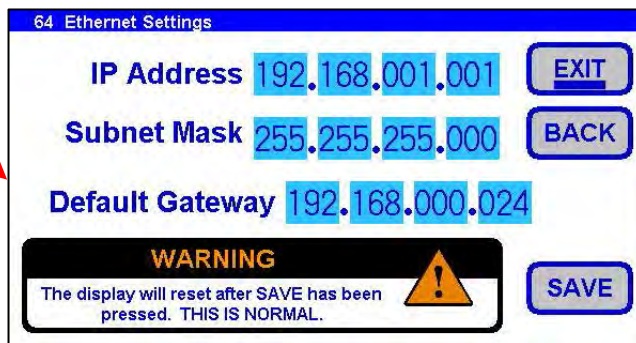 64 Ethernet Settings
IP Address 192.168.001.001 EXIT
Subnet Mask 255.255.255.000 BACK
Default Gateway 192.168.000.024
WARNING
The display will reset after SAVE has been
pressed. THIS IS NORMAL.
!
SAVE